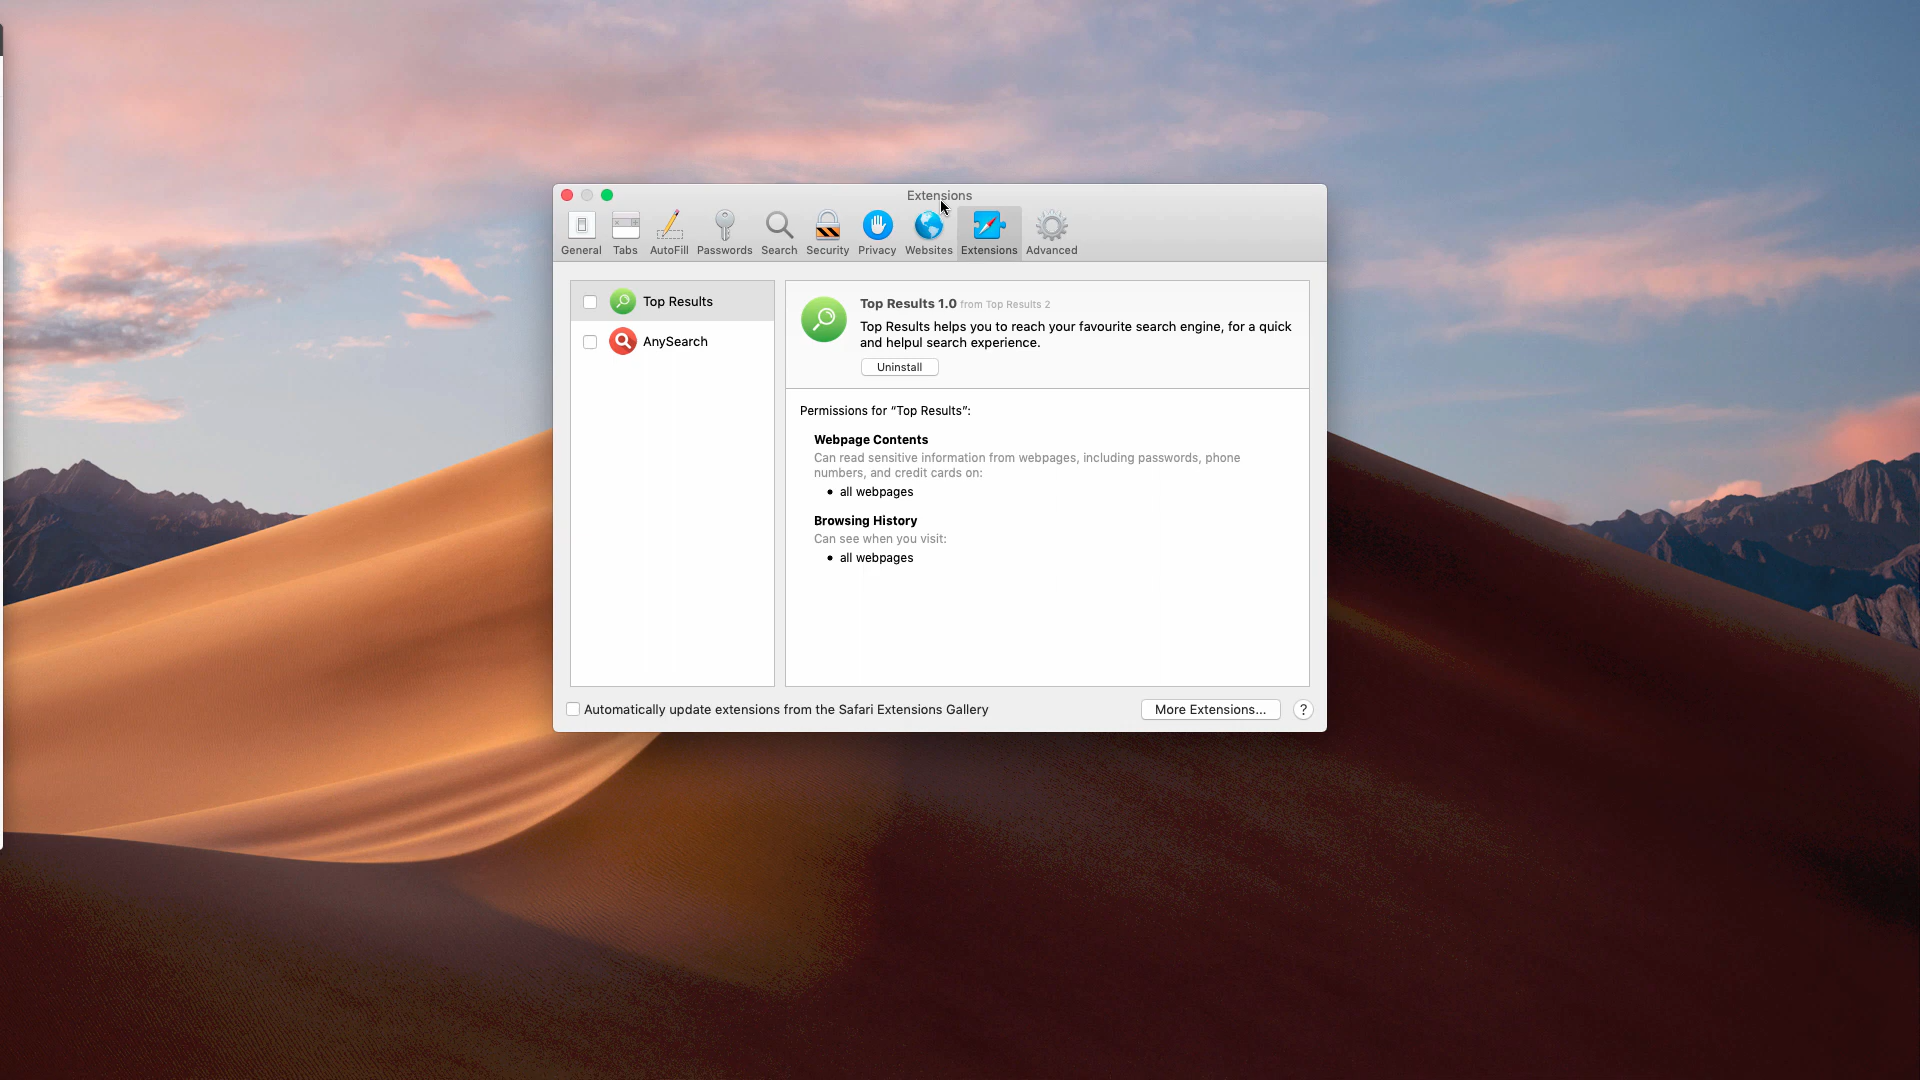 Extensions
General Tabs AutoFill Passwords Search Security Privacy Websites Extensions Advanced
Top Results
AnySearch
Top Results 1.0 from Top Results 2
Top Results helps you to reach your favourite search engine, for a quick
and helpul search experience.
Uninstall
Permissions for “Top Results”:
Webpage Contents
Can read sensitive information from webpages, including passwords, phone
numbers, and credit cards on:
• all webpages
Browsing History
Can see when you visit:
• all webpages
Automatically update extensions from the Safari Extensions Gallery
More Extensions... ?